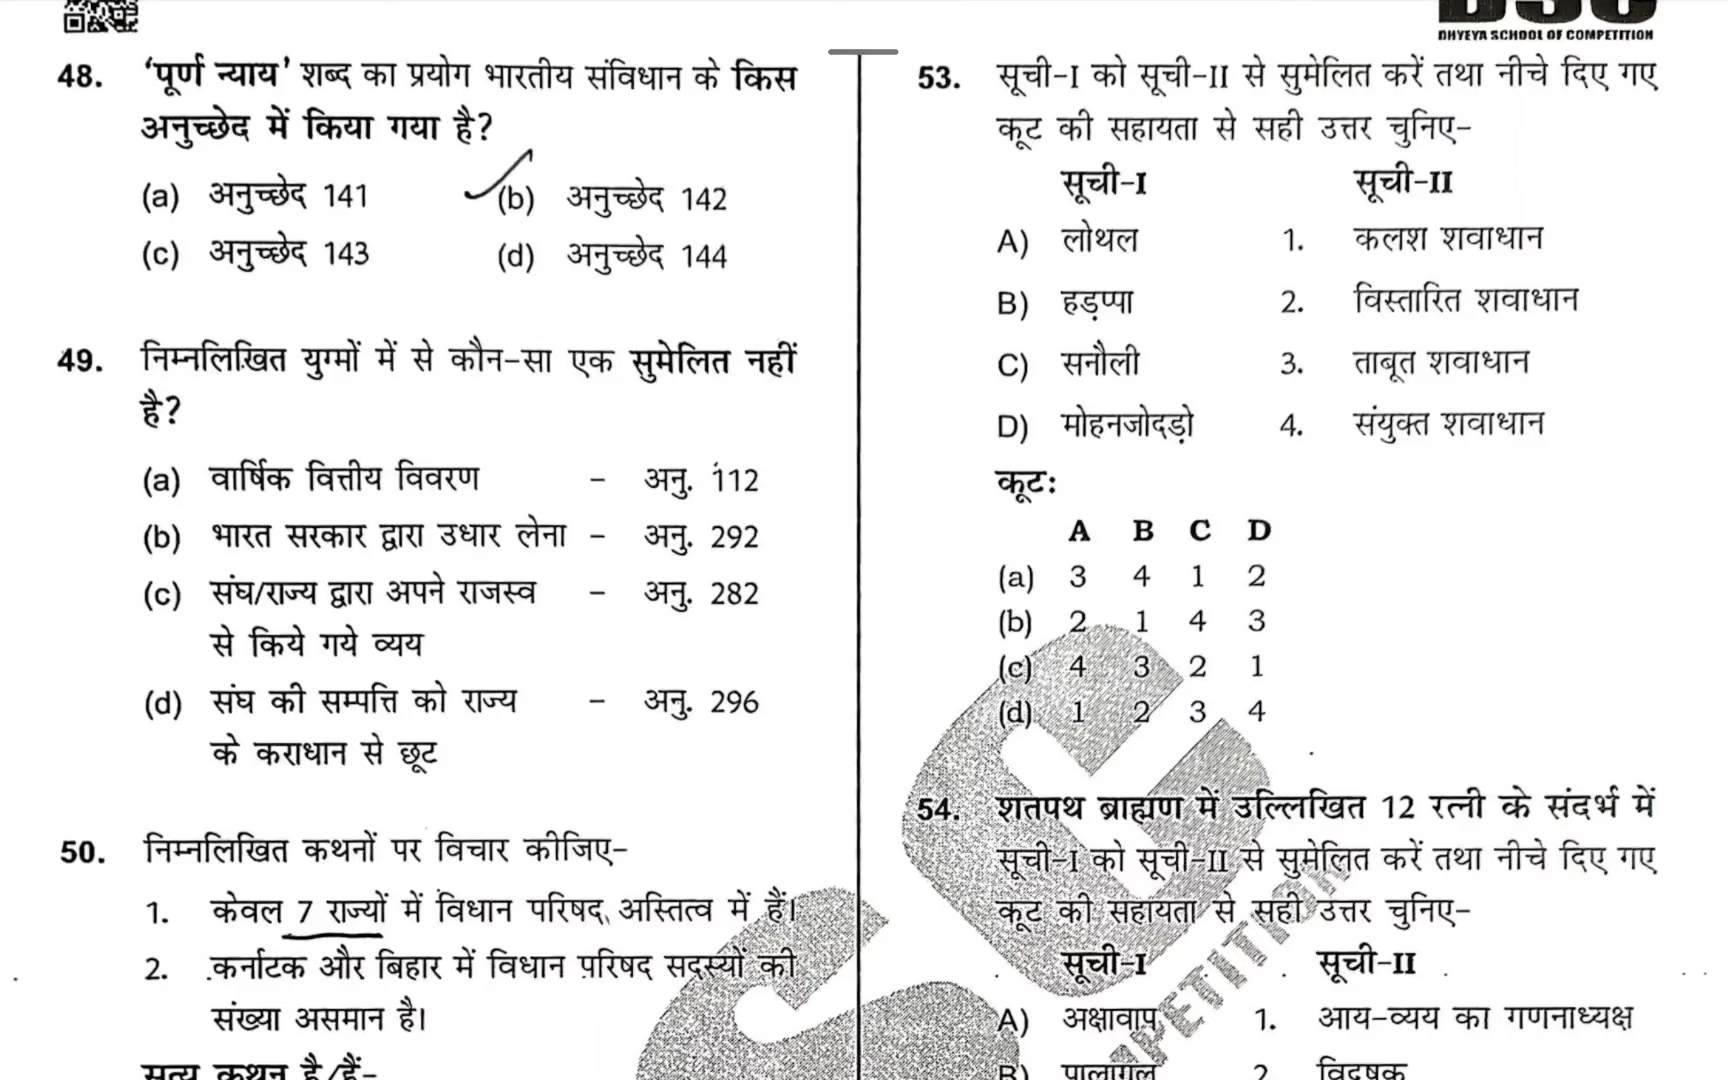 DHYEYA SCHOOL OF COMPETITION
48. 'पूर्ण न्याय' शब्द का प्रयोग भारतीय संविधान के किस
अनुच्छेद में किया गया है?
(a) अनुच्छेद 141 (b) अनुच्छेद 142
(c) अनुच्छेद 143 (d) अनुच्छेद 144
49. निम्नलिखित युग्मों में से कौन-सा एक सुमेलित नहीं
है?
(a) वार्षिक वित्तीय विवरण – अनु. 112
(b) भारत सरकार द्वारा उधार लेना – अनु. 292
(c) संघ/राज्य द्वारा अपने राजस्व – अनु. 282
से किये गये व्यय
(d) संघ की सम्पत्ति को राज्य – अनु. 296
के कराधान से छूट
50. निम्नलिखित कथनों पर विचार कीजिए-
1. केवल 7 राज्यों में विधान परिषद अस्तित्व में हैं।
2. कर्नाटक और बिहार में विधान परिषद सदस्यों की
संख्या असमान है।
सत्य कथन है/हैं-
53. सूची-I को सूची-II से सुमेलित करें तथा नीचे दिए गए
कूट की सहायता से सही उत्तर चुनिए-
सूची-I सूची-II
A) लोथल 1. कलश शवाधान
B) हड़प्पा 2. विस्तारित शवाधान
C) सनौली 3. ताबूत शवाधान
D) मोहनजोदड़ो 4. संयुक्त शवाधान
कूट:
A B C D
(a) 3 4 1 2
(b) 2 1 4 3
(c) 4 3 2 1
(d) 1 2 3 4
54. शतपथ ब्राह्मण में उल्लिखित 12 रत्नी के संदर्भ में
सूची-I को सूची-II से सुमेलित करें तथा नीचे दिए गए
कूट की सहायता से सही उत्तर चुनिए-
सूची-I सूची-II
A) अक्षावाप 1. आय-व्यय का गणनाध्यक्ष
B) पालागल 2. विदूषक